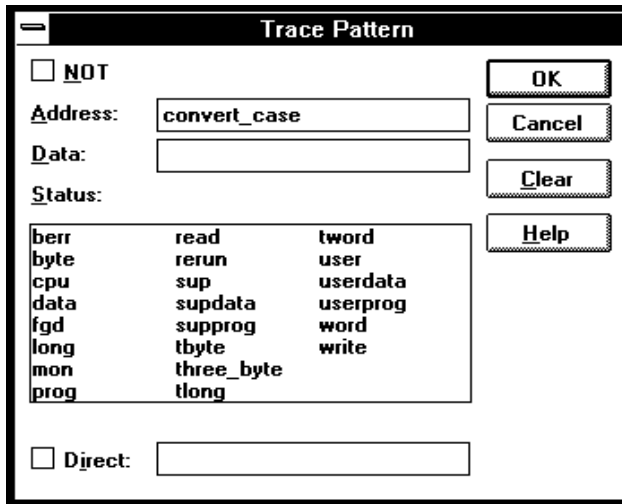 Trace Pattern
NOT
OK
Address: convert_case
Cancel
Data:
Clear
Status:
Help
berr read tword
byte rerun user
cpu sup userdata
data supdata userprog
fgd supprog word
long tbyte write
mon three_byte
prog tlong
Direct: